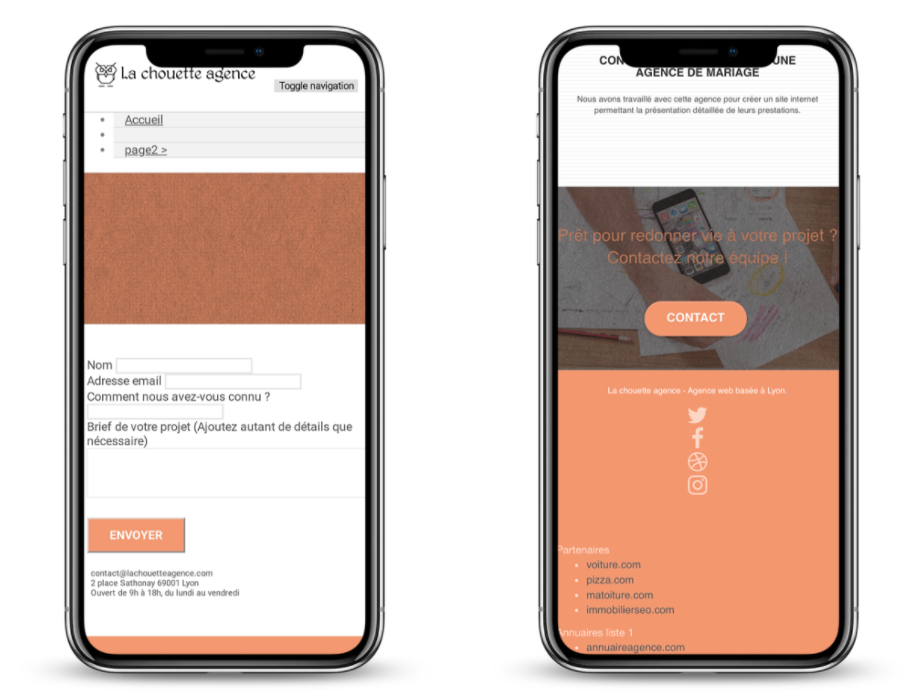 La chouette agence
Toggle navigation
Accueil
page2 >
Nom
Adresse email
Comment nous avez-vous connu ?
Brief de votre projet (Ajoutez autant de détails que
nécessaire)
ENVOYER
contact@lachouetteagence.com
2 place Sathonay 69001 Lyon
Ouvert de 9h à 18h, du lundi au vendredi
CON UNE
AGENCE DE MARIAGE
Nous avons travaillé avec cette agence pour créer un site internet
permettant la présentation détaillée de leurs prestations.
Prêt pour redonner vie à votre projet ?
Contactez notre équipe !
CONTACT
La chouette agence - Agence web basée à Lyon.
Partenaires
voiture.com
pizza.com
matoiture.com
immobilierseo.com
Annuaires liste 1
annuaireagence.com